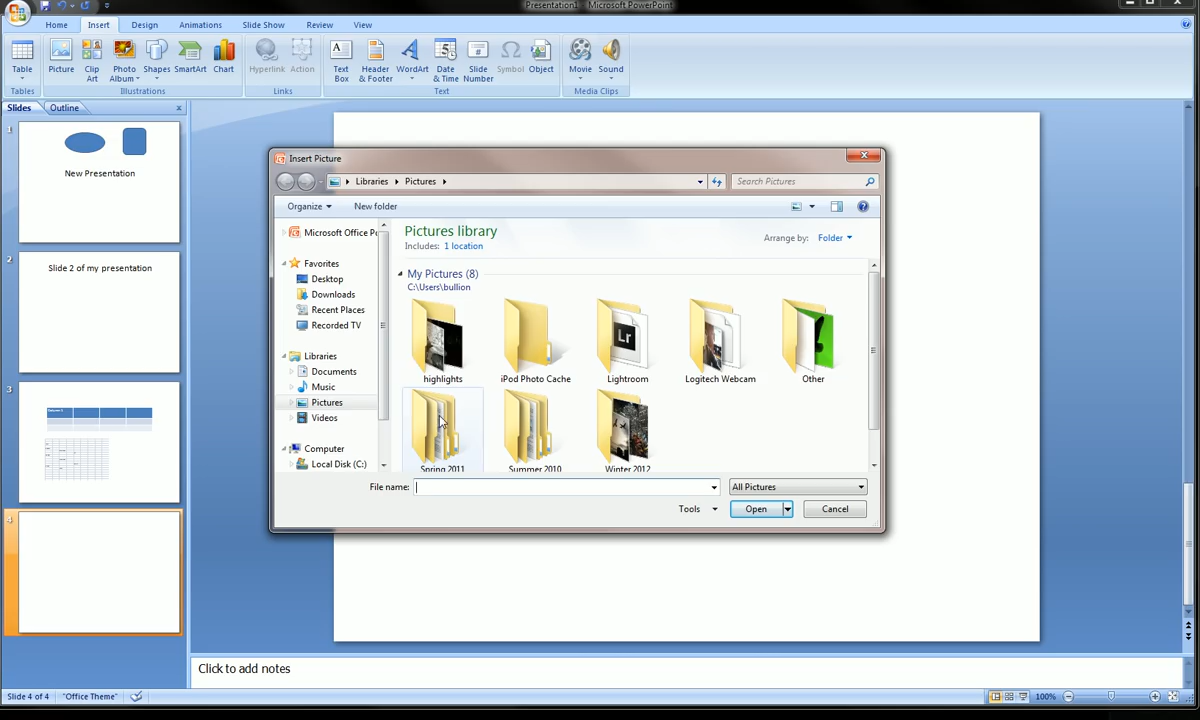 Presentation1 - Microsoft PowerPoint
Home Insert Design Animations Slide Show Review View
Table Picture Clip Art Photo Album Shapes SmartArt Chart Hyperlink Action Text Box Header & Footer WordArt Date & Time Slide Number Symbol Object Movie Sound
Tables Illustrations Links Text Media Clips
Slides Outline
1
New Presentation
2
Slide 2 of my presentation
3
4
Insert Picture
Libraries Pictures
Search Pictures
Organize New folder
Microsoft Office P
Favorites
Desktop
Downloads
Recent Places
Recorded TV
Libraries
Documents
Music
Pictures
Videos
Computer
Local Disk (C:)
Pictures library
Includes: 1 location
Arrange by: Folder
My Pictures (8)
C:\Users\bullion
Lr
highlights iPod Photo Cache Lightroom Logitech Webcam Other
Spring 2011 Summer 2010 Winter 2012
File name: All Pictures
Tools Open Cancel
Click to add notes
Slide 4 of 4 "Office Theme" 100%